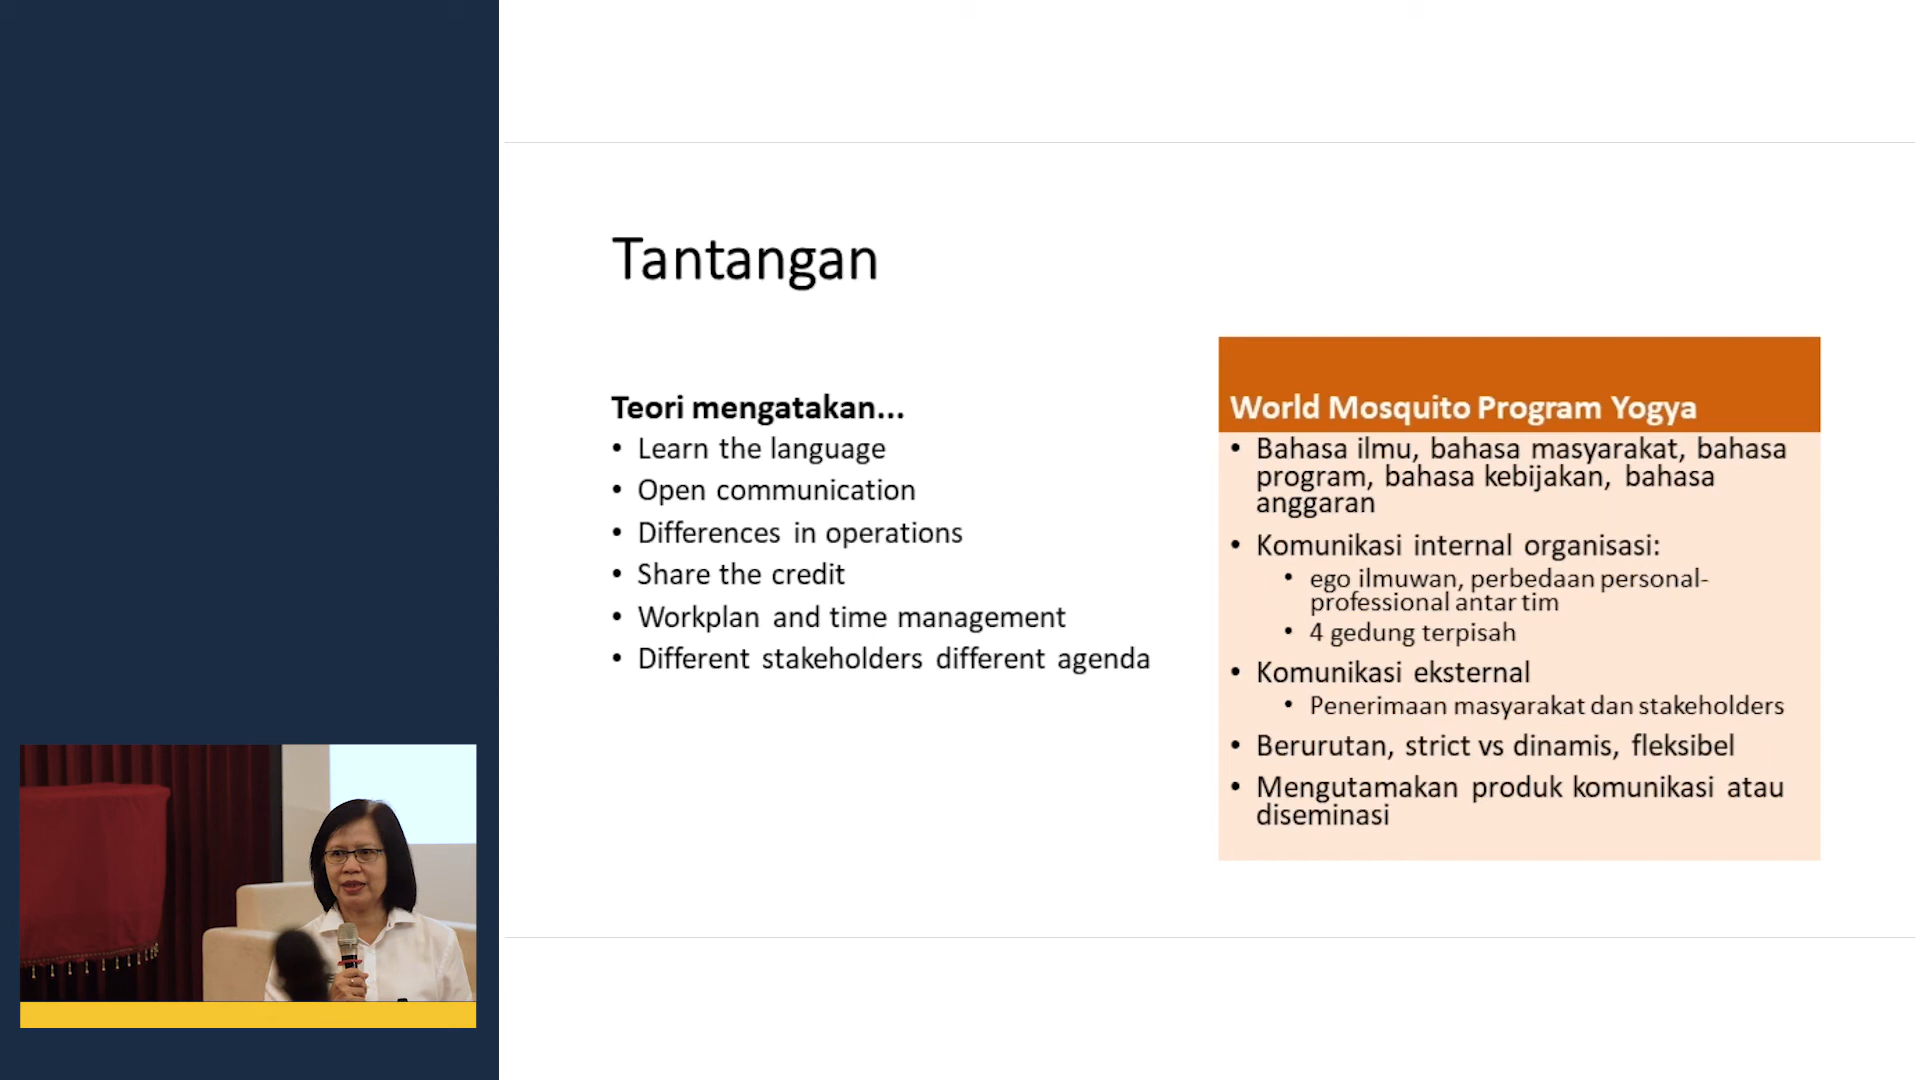 Tantangan
Teori mengatakan...
• Learn the language
• Open communication
• Differences in operations
• Share the credit
• Workplan and time management
• Different stakeholders different agenda
World Mosquito Program Yogya
• Bahasa ilmu, bahasa masyarakat, bahasa
program, bahasa kebijakan, bahasa
anggaran
• Komunikasi internal organisasi:
• ego ilmuwan, perbedaan personal-
professional antar tim
• 4 gedung terpisah
• Komunikasi eksternal
• Penerimaan masyarakat dan stakeholders
• Berurutan, strict vs dinamis, fleksibel
• Mengutamakan produk komunikasi atau
diseminasi